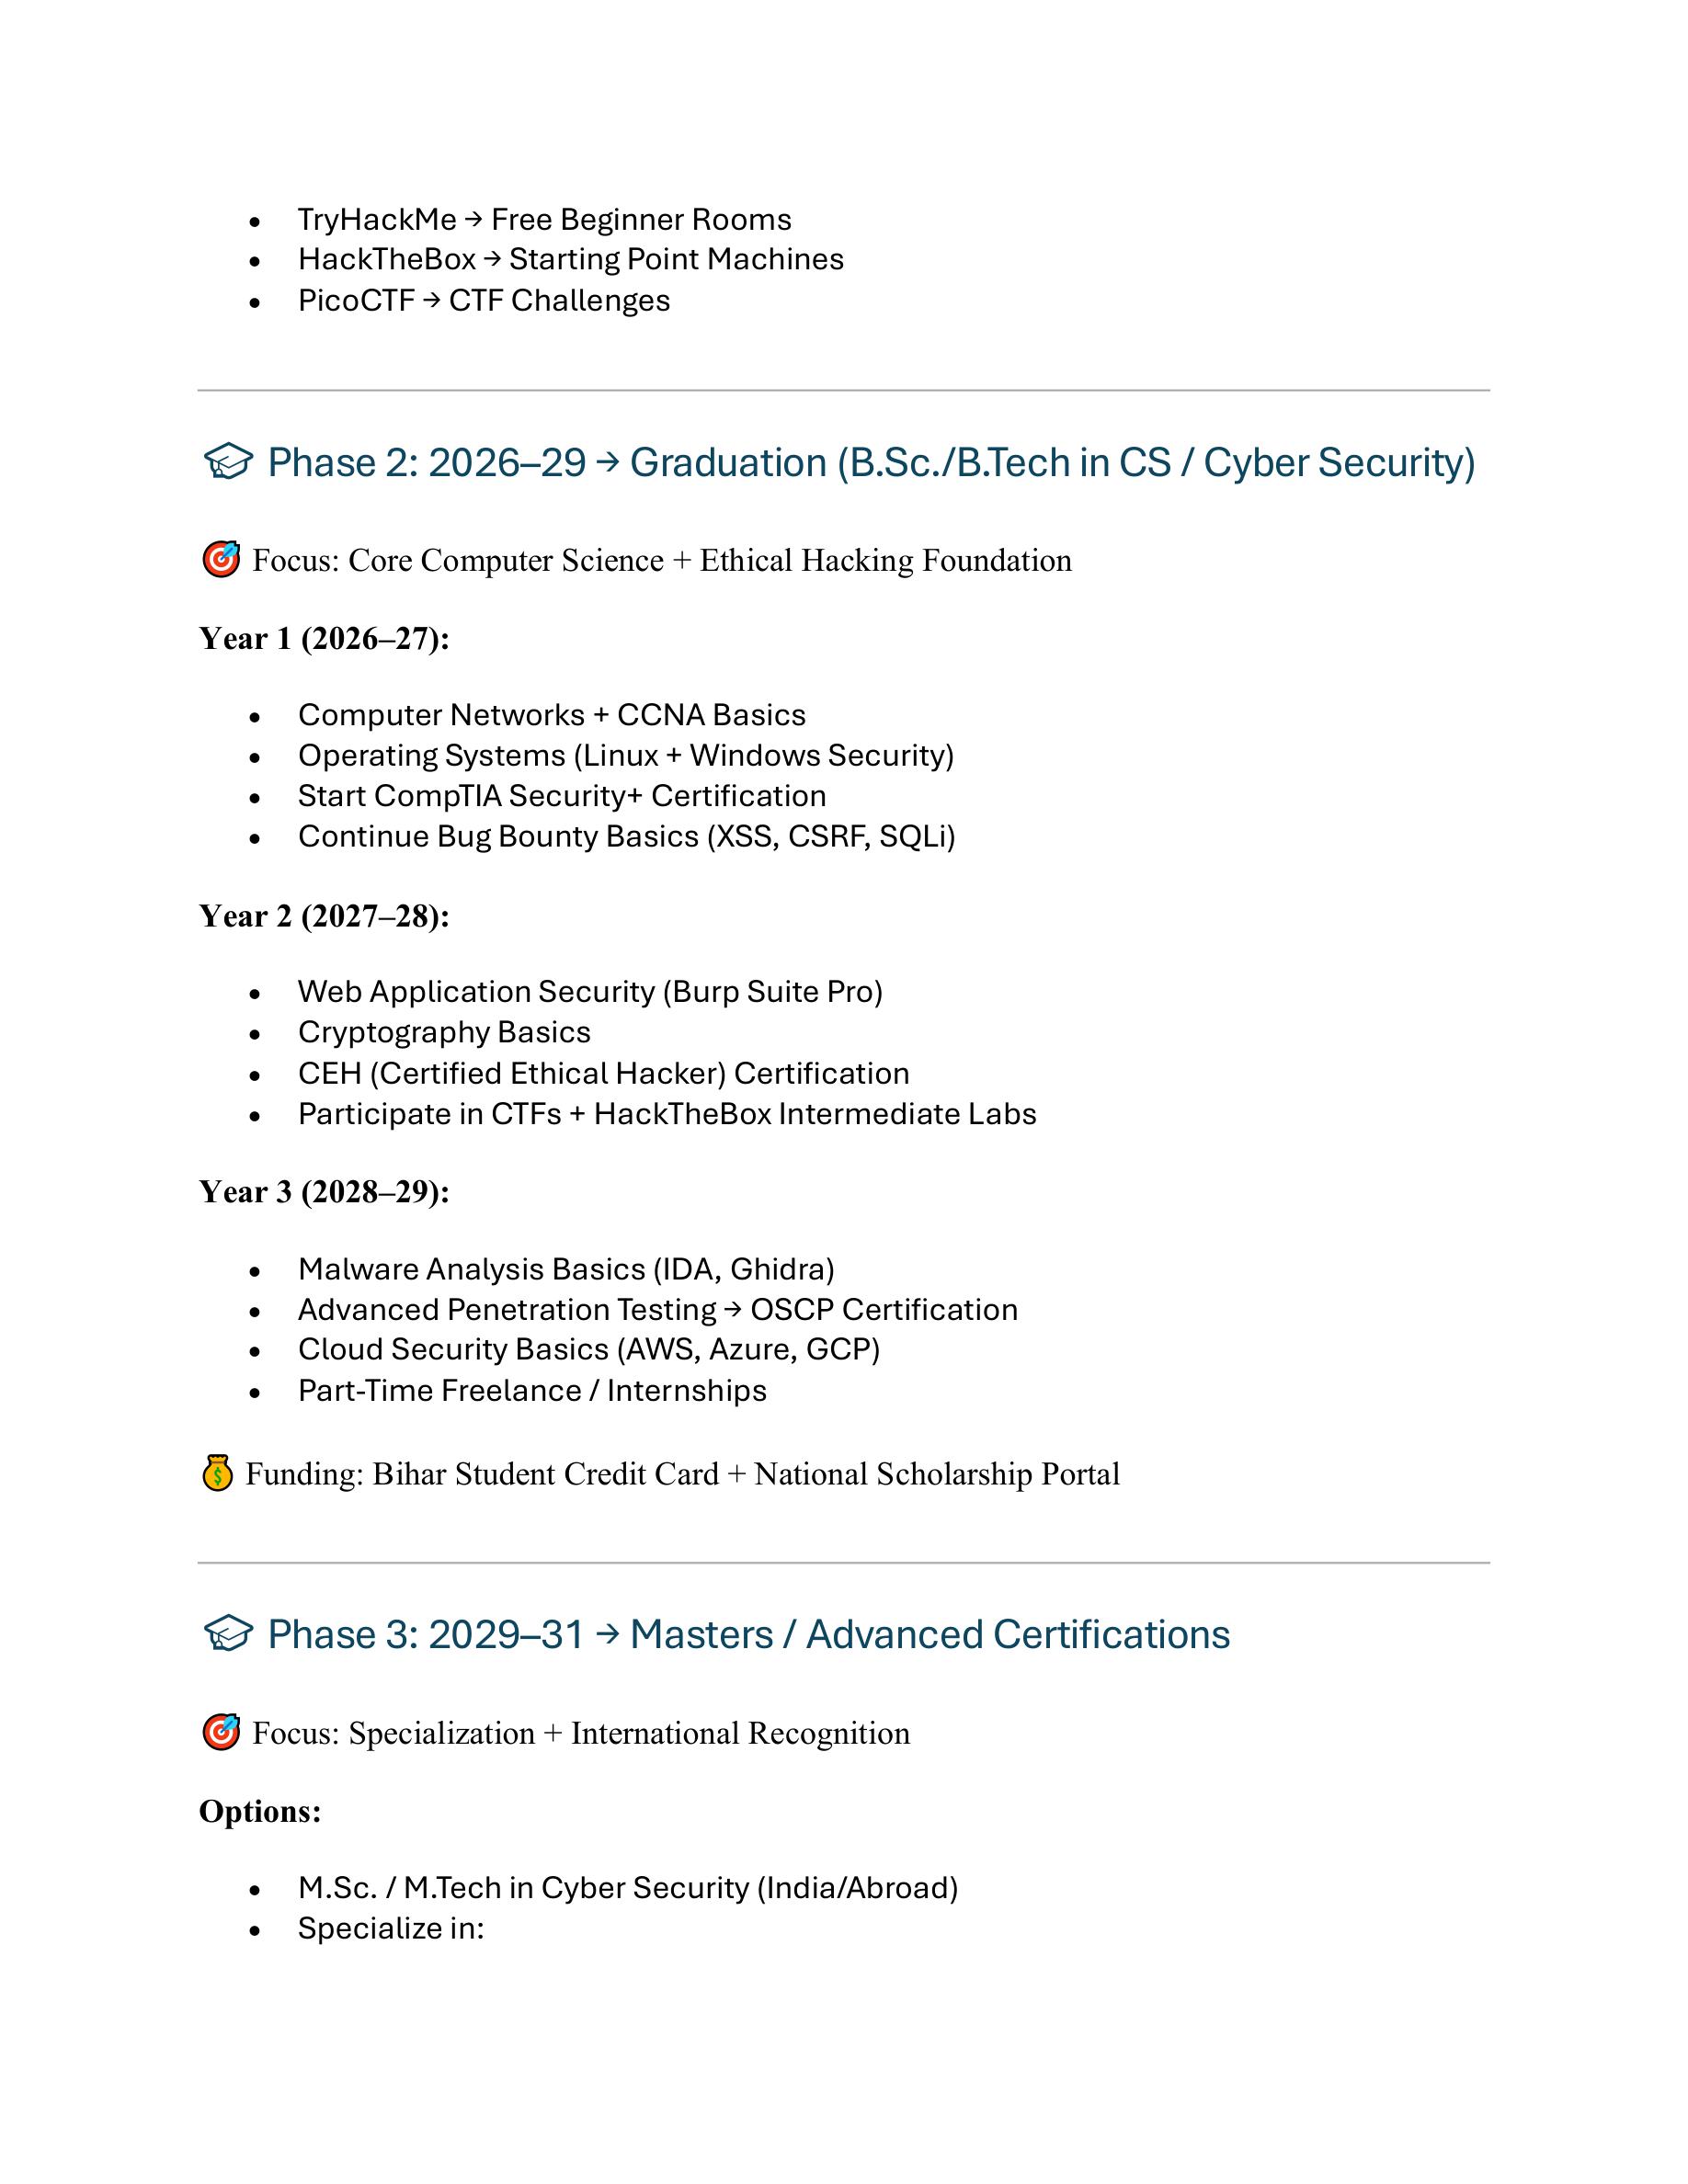 • TryHackMe → Free Beginner Rooms
• HackTheBox → Starting Point Machines
• PicoCTF → CTF Challenges
🎓 Phase 2: 2026–29 → Graduation (B.Sc./B.Tech in CS / Cyber Security)
🎯 Focus: Core Computer Science + Ethical Hacking Foundation
Year 1 (2026–27):
• Computer Networks + CCNA Basics
• Operating Systems (Linux + Windows Security)
• Start CompTIA Security+ Certification
• Continue Bug Bounty Basics (XSS, CSRF, SQLi)
Year 2 (2027–28):
• Web Application Security (Burp Suite Pro)
• Cryptography Basics
• CEH (Certified Ethical Hacker) Certification
• Participate in CTFs + HackTheBox Intermediate Labs
Year 3 (2028–29):
• Malware Analysis Basics (IDA, Ghidra)
• Advanced Penetration Testing → OSCP Certification
• Cloud Security Basics (AWS, Azure, GCP)
• Part-Time Freelance / Internships
💰 Funding: Bihar Student Credit Card + National Scholarship Portal
🎓 Phase 3: 2029–31 → Masters / Advanced Certifications
🎯 Focus: Specialization + International Recognition
Options:
• M.Sc. / M.Tech in Cyber Security (India/Abroad)
• Specialize in: